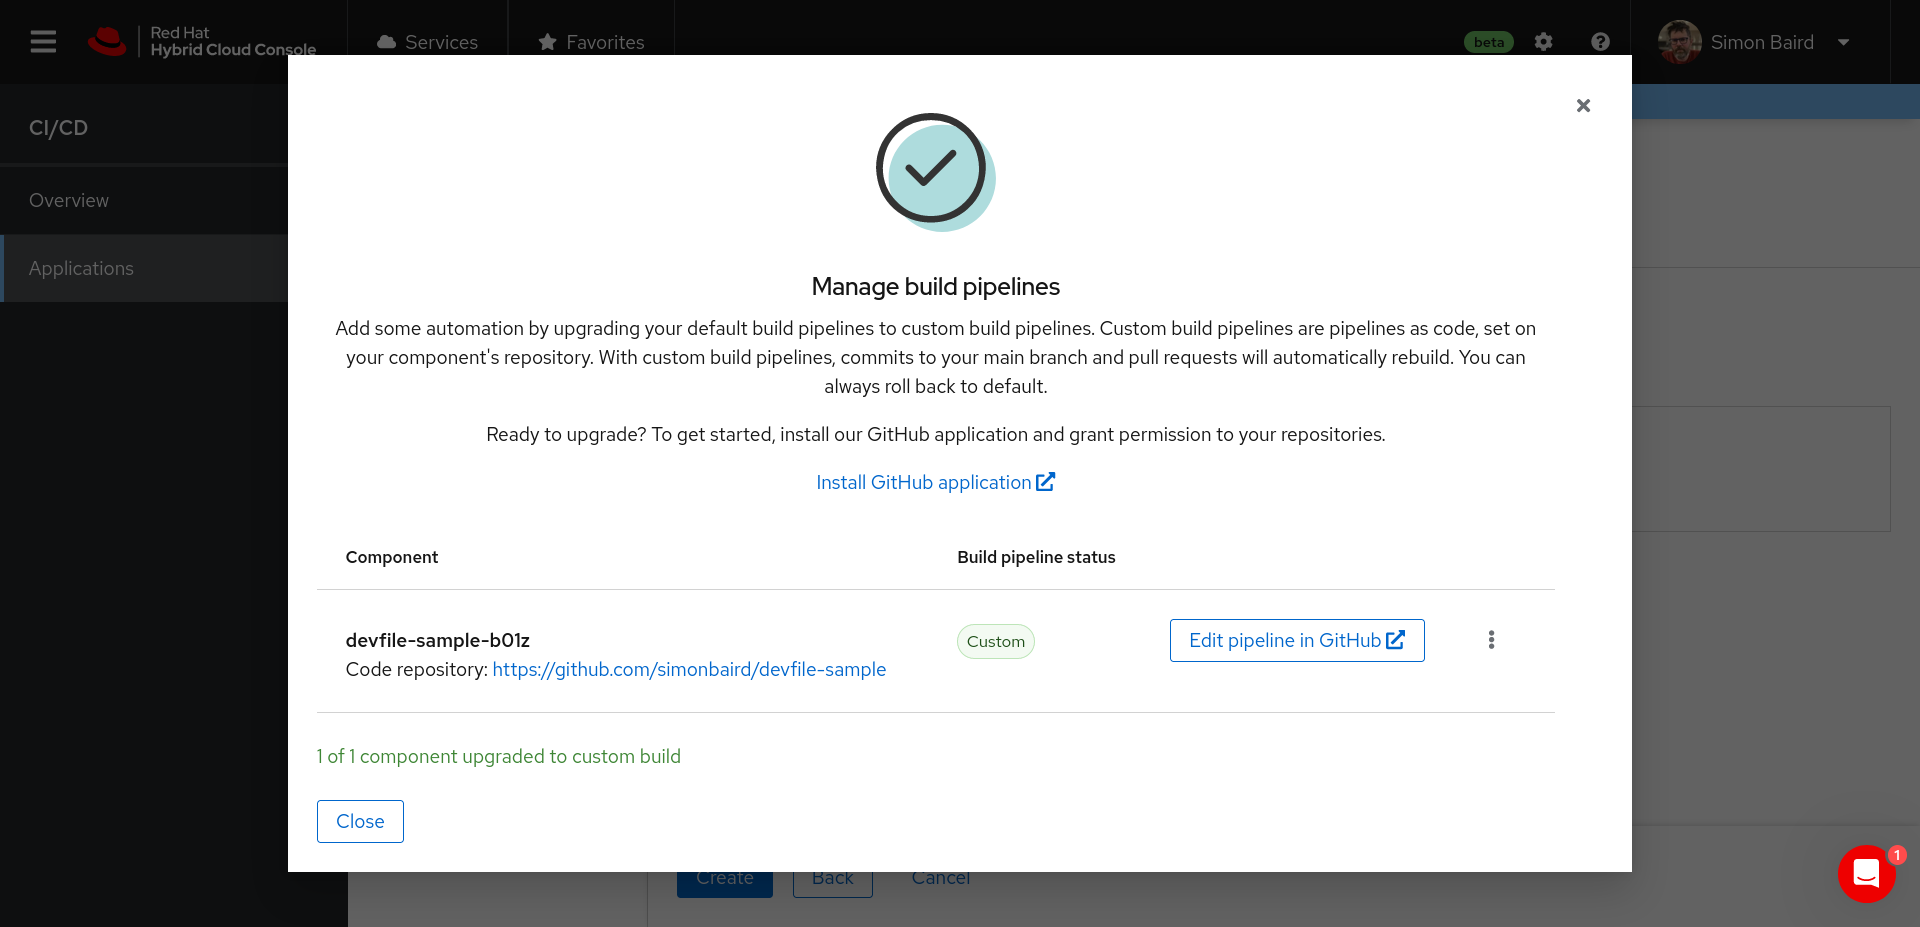 Red Hat
Hybrid Cloud Console
Services
Favorites
beta
Simon Baird
CI/CD
Overview
Applications
Manage build pipelines
Add some automation by upgrading your default build pipelines to custom build pipelines. Custom build pipelines are pipelines as code, set on
your component's repository. With custom build pipelines, commits to your main branch and pull requests will automatically rebuild. You can
always roll back to default.
Ready to upgrade? To get started, install our GitHub application and grant permission to your repositories.
Install GitHub application
Component
Build pipeline status
devfile-sample-b01z
Custom
Edit pipeline in GitHub
Code repository: https://github.com/simonbaird/devfile-sample
1 of 1 component upgraded to custom build
Close
Create
Back
Cancel
1